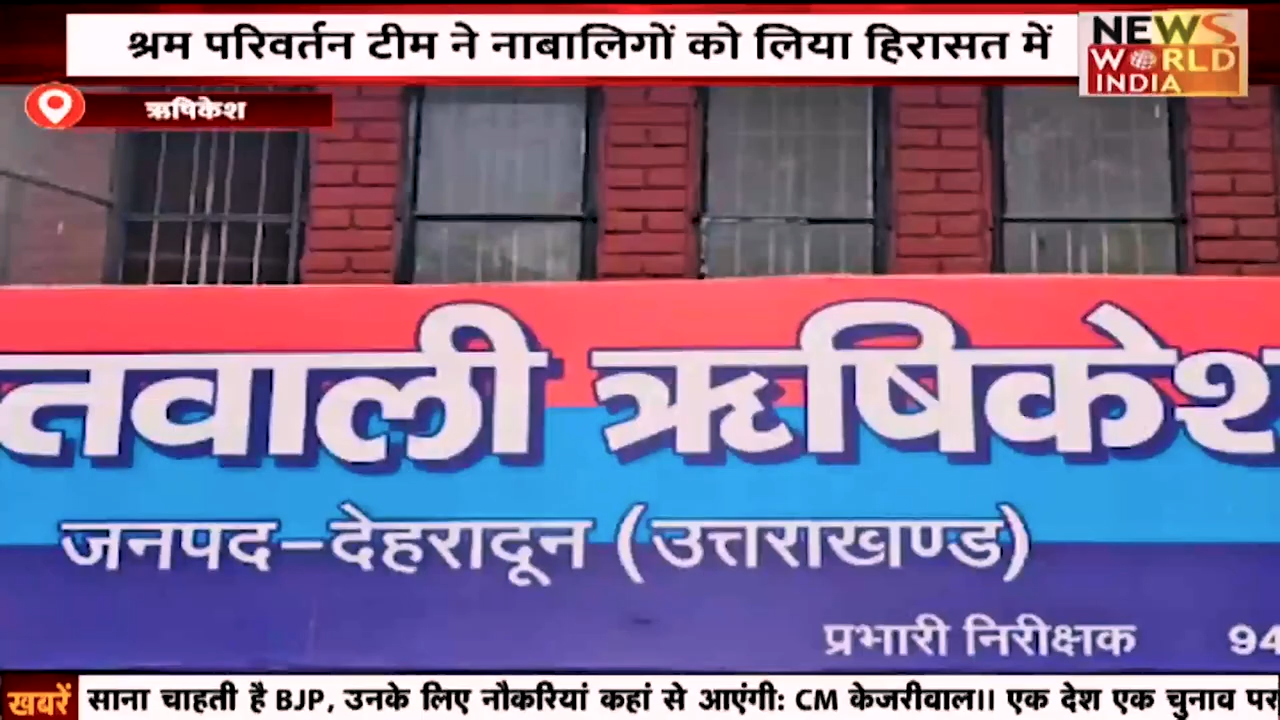 श्रम परिवर्तन टीम ने नाबालिगों को लिया हिरासत में
NEWS
WORLD
INDIA
ऋषिकेश
तवाली ऋषिकेश
जनपद-देहरादून (उत्तराखण्ड)
प्रभारी निरीक्षक 94
खबरें साना चाहती है BJP, उनके लिए नौकरियां कहां से आएंगी: CM केजरीवाल।। एक देश एक चुनाव पर